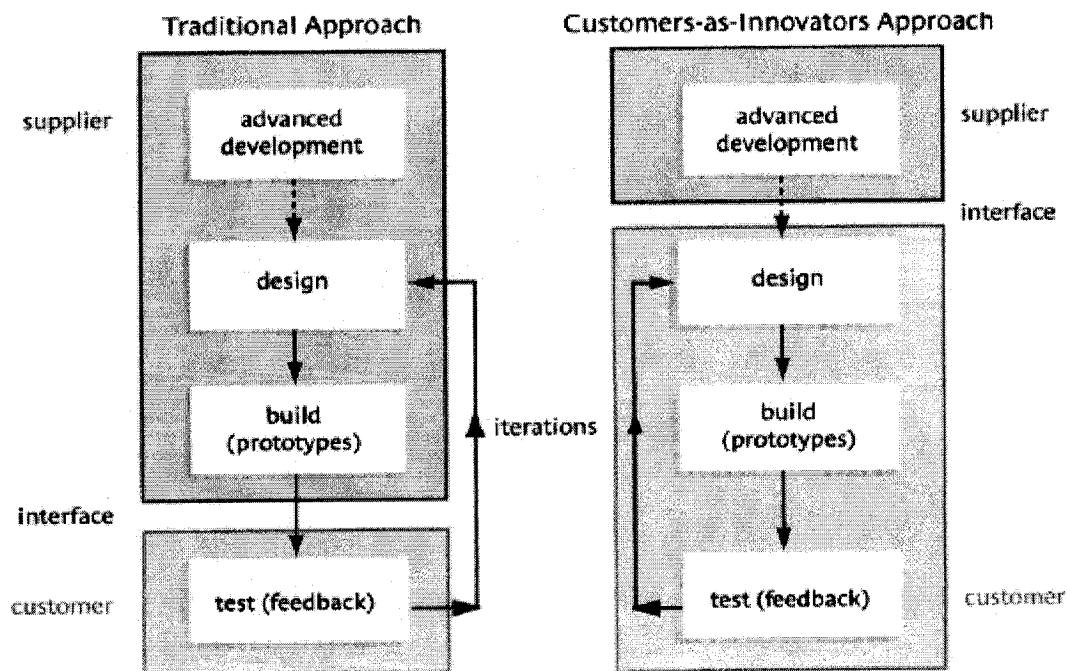 Traditional Approach
supplier
advanced
development
design
build
(prototypes)
iterations
interface
customer
test (feedback)
Customers-as-Innovators Approach
advanced
development
supplier
interface
design
build
(prototypes)
test (feedback)
customer